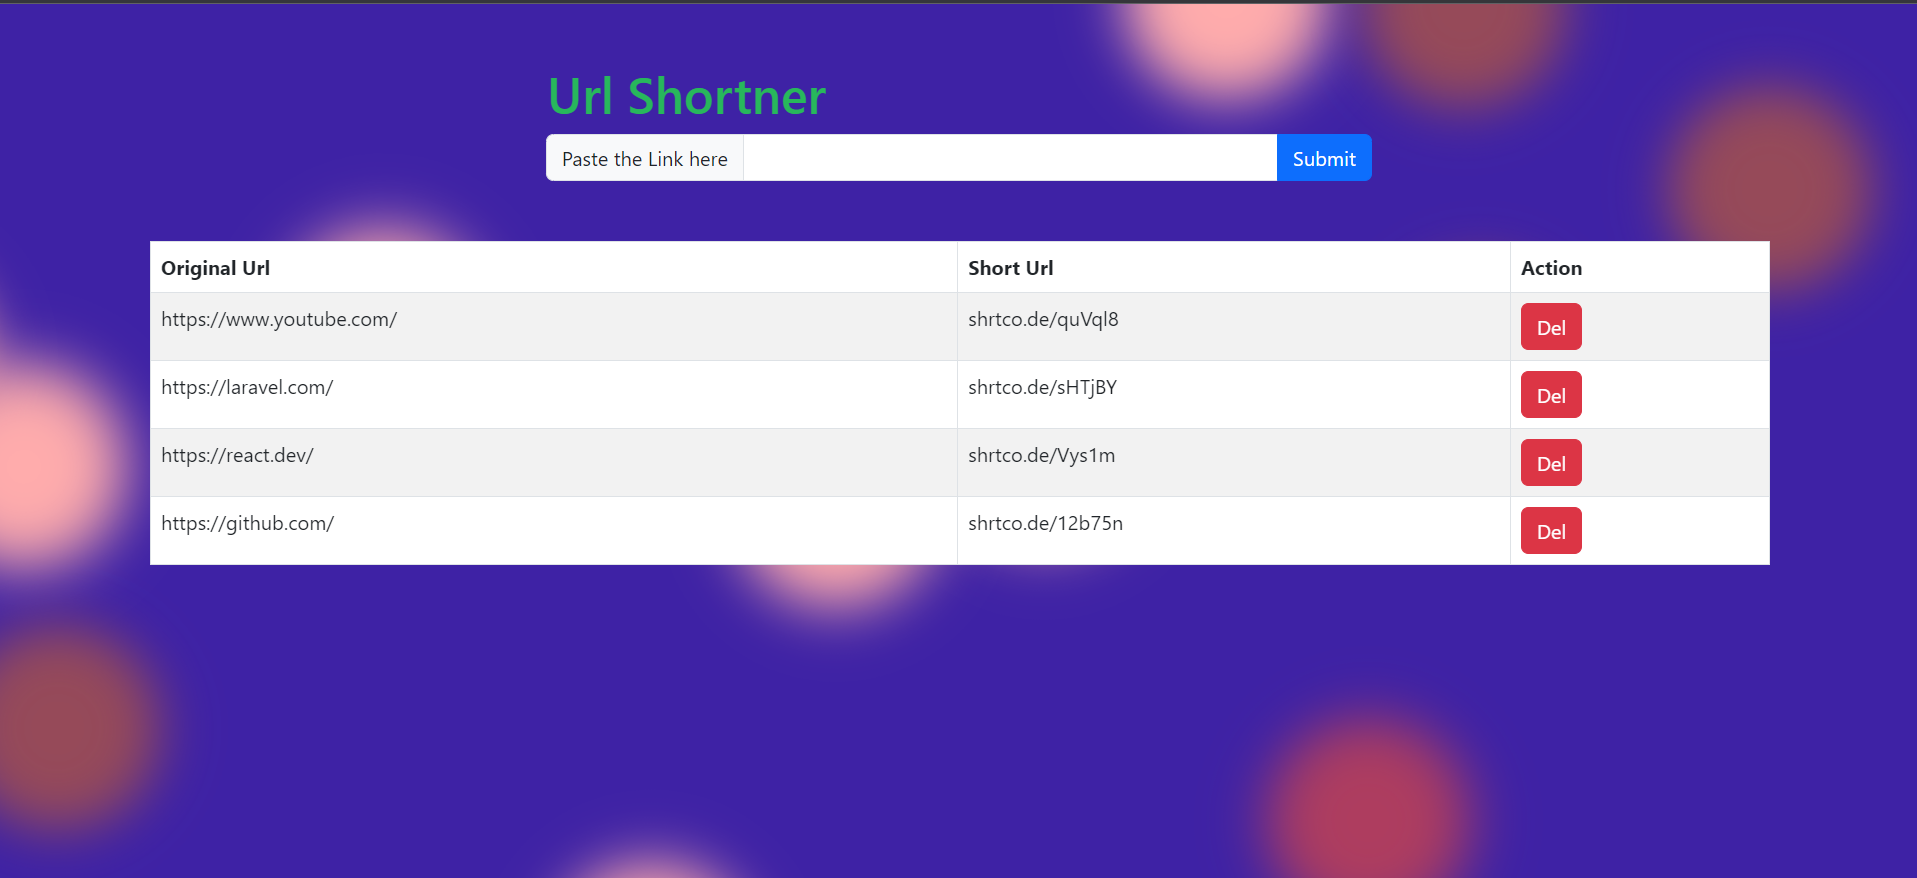 Url Shortner
Paste the Link here Submit
Original Url Short Url Action
https://www.youtube.com/ shrtco.de/quVql8 Del
https://laravel.com/ shrtco.de/sHTjBY Del
https://react.dev/ shrtco.de/Vys1m Del
https://github.com/ shrtco.de/12b75n Del